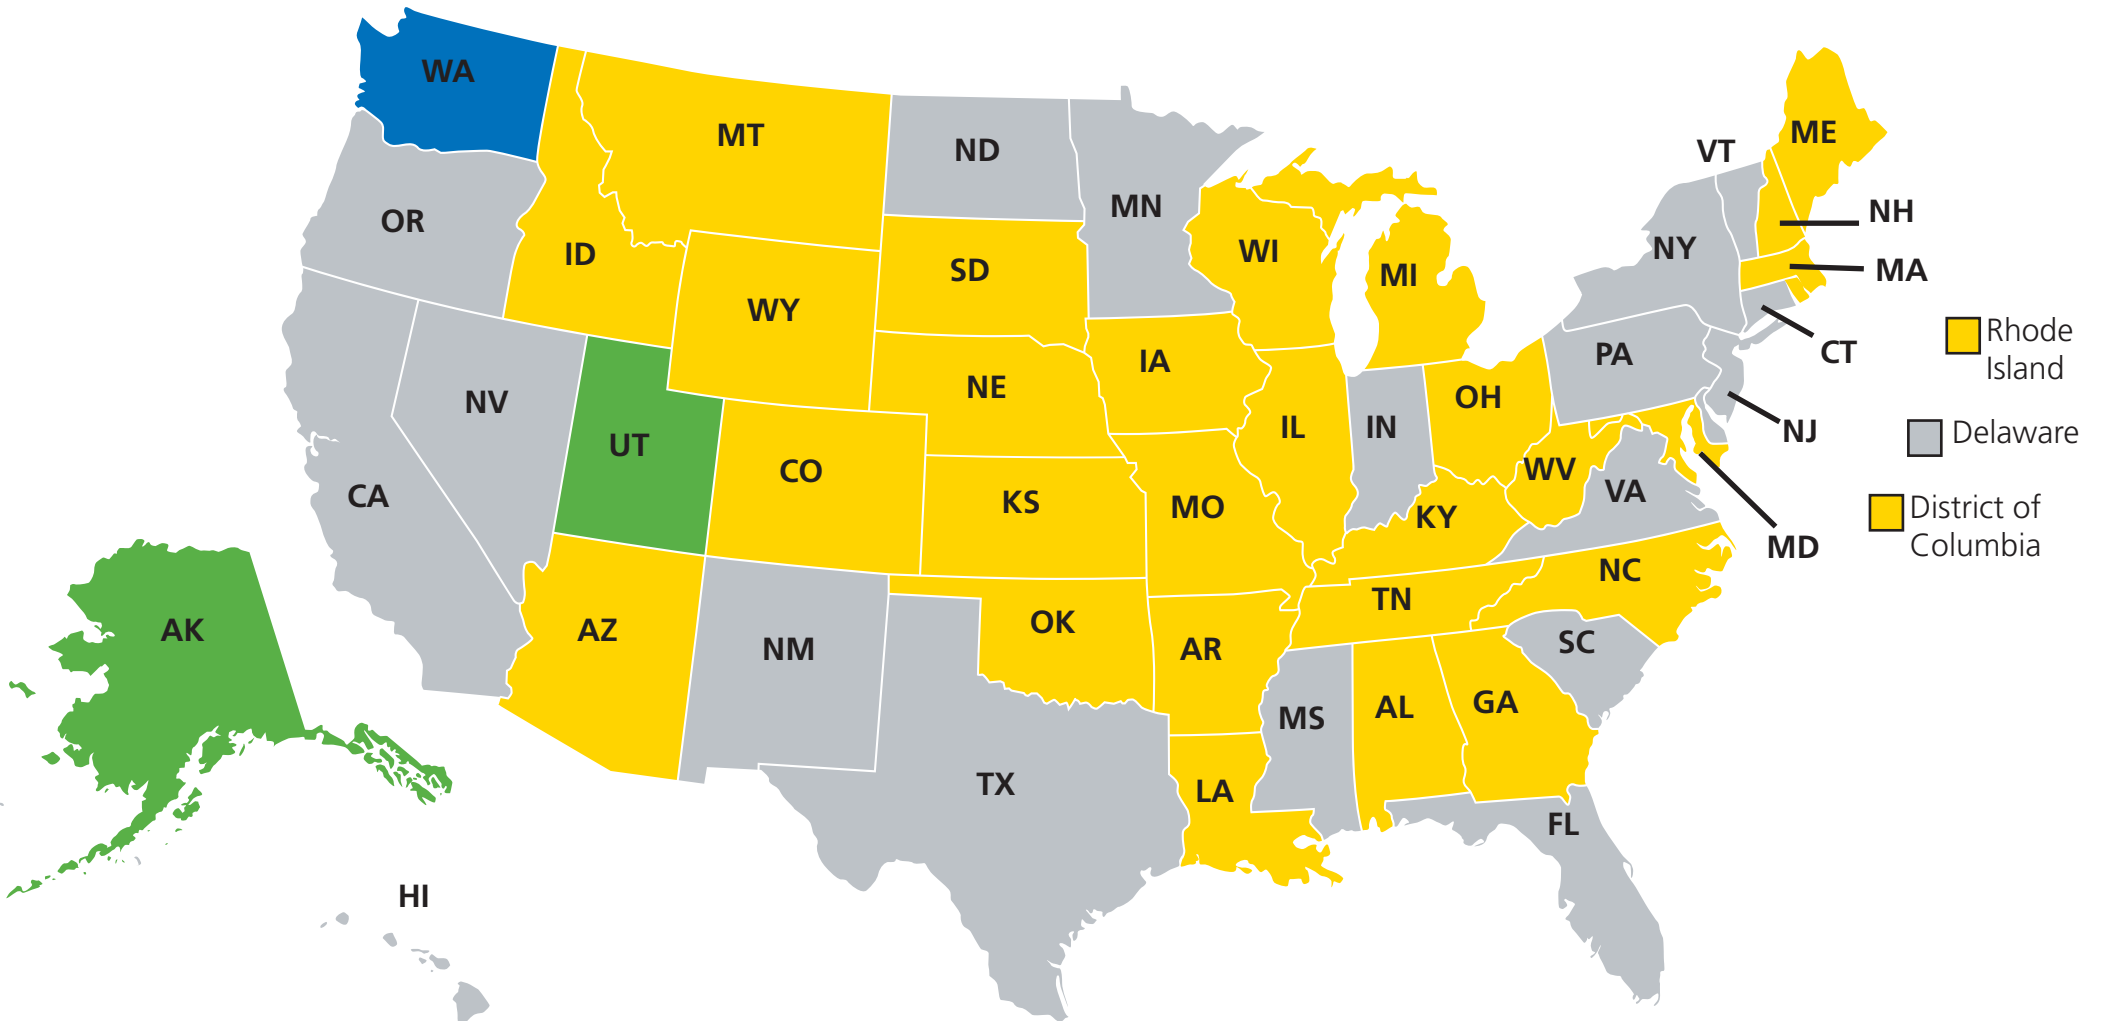 WA
MT
ND
ME
VT
MN
OR
NH
NY
WI
ID
SD
MI
MA
WY
Rhode
Island
CT
PA
IA
NE
OH
NV
IL
IN
NJ
Delaware
UT
CO
WV
CA
VA
KS
MO
KY
District of
Columbia
MD
NC
TN
AK
AZ
OK
NM
AR
SC
GA
AL
MS
TX
LA
FL
HI